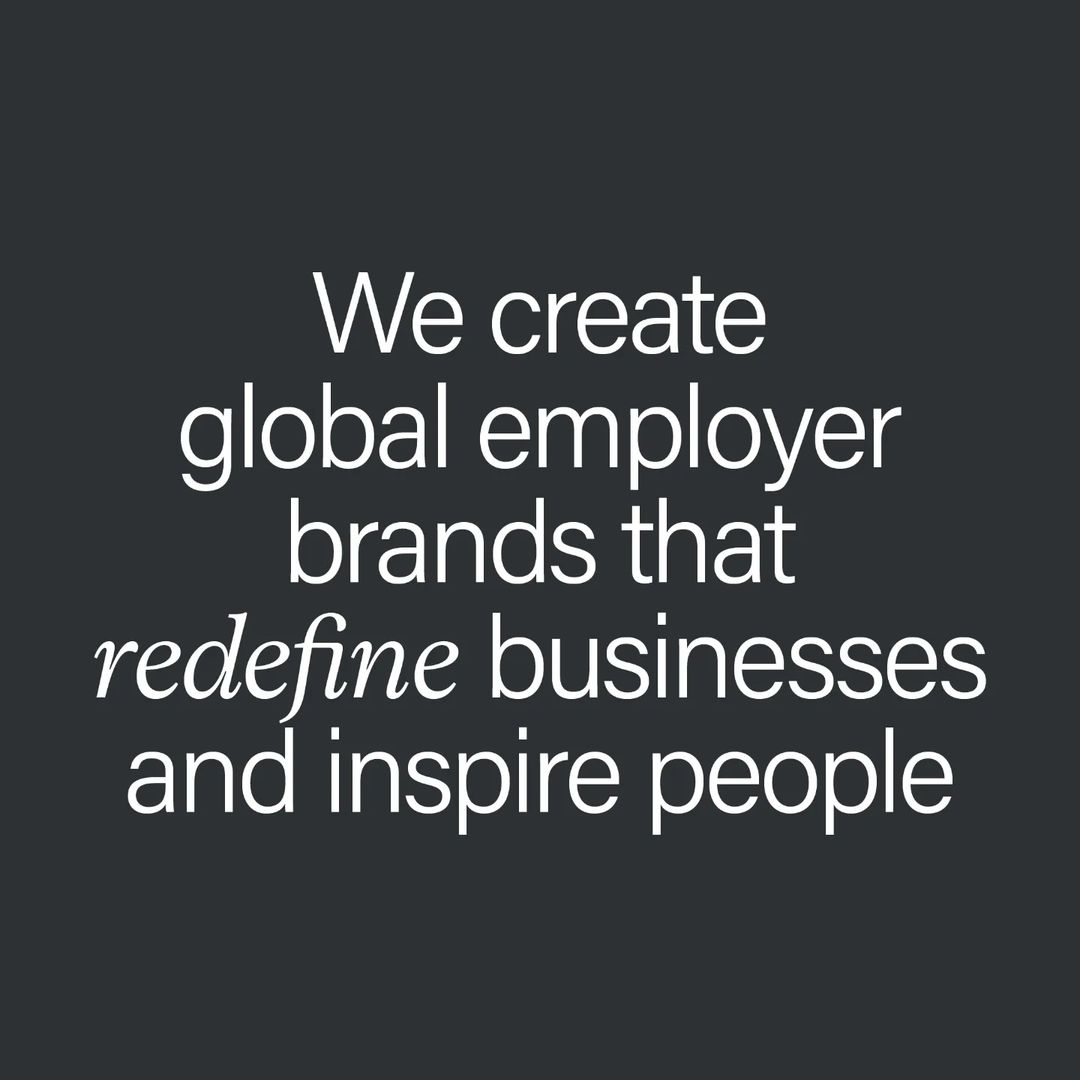 We create
global employer
brands that
redefine businesses
and inspire people